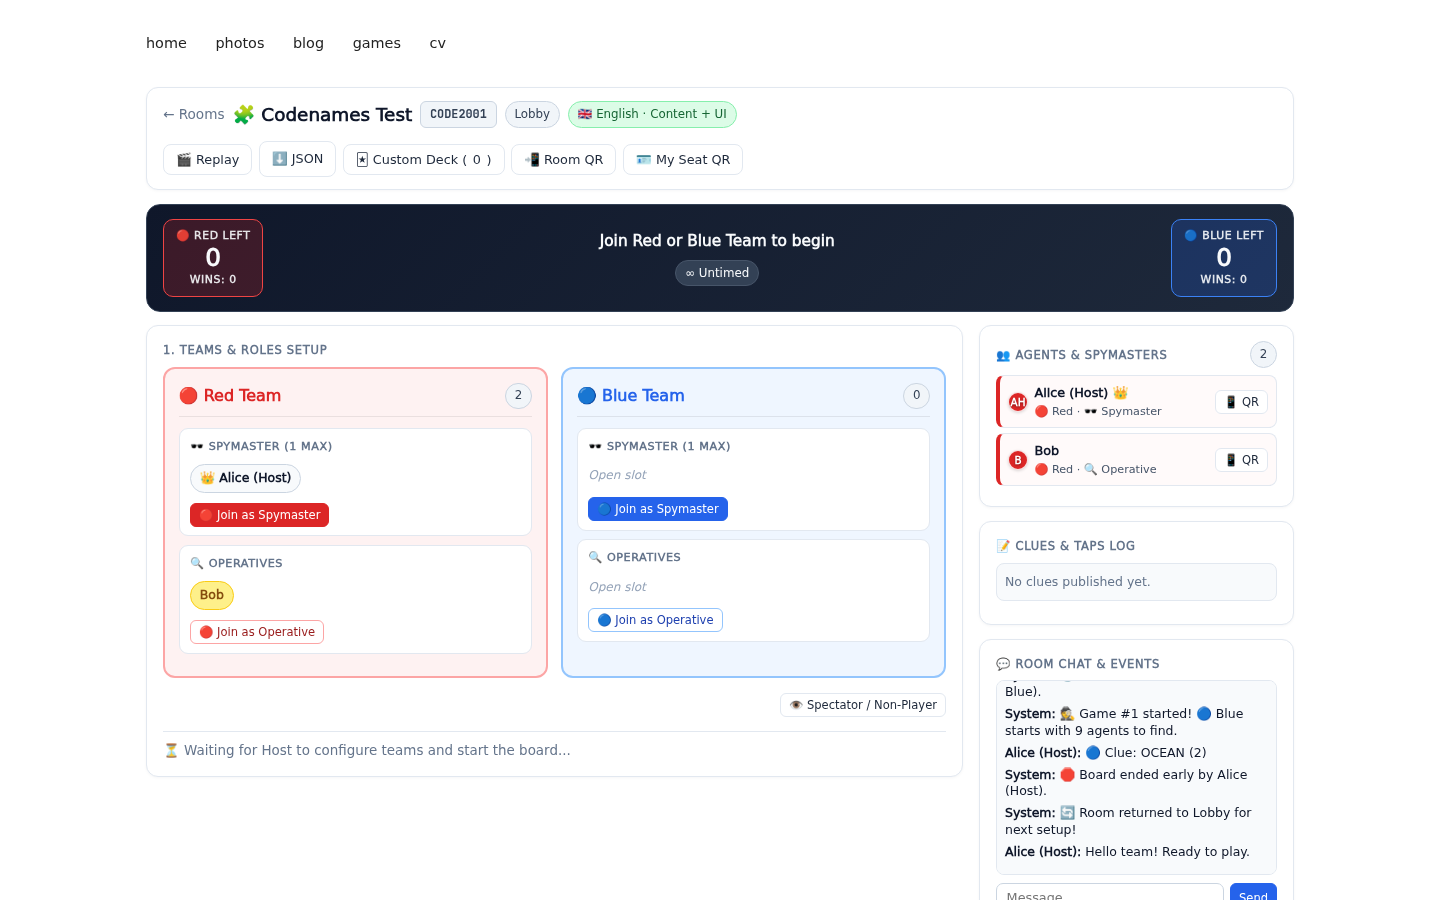 home photos blog games cv
← Rooms 🧩 Codenames Test CODE2001 Lobby 🇬🇧 English · Content + UI
🎬 Replay ⬇️ JSON 🃏 Custom Deck ( 0 ) 📲 Room QR 🪪 My Seat QR
🔴 RED LEFT
0
WINS: 0
Join Red or Blue Team to begin
∞ Untimed
🔵 BLUE LEFT
0
WINS: 0
1. TEAMS & ROLES SETUP
🔴 Red Team 2
🕶️ SPYMASTER (1 MAX)
👑 Alice (Host)
🔴 Join as Spymaster
🔍 OPERATIVES
Bob
🔴 Join as Operative
🔵 Blue Team 0
🕶️ SPYMASTER (1 MAX)
Open slot
🔵 Join as Spymaster
🔍 OPERATIVES
Open slot
🔵 Join as Operative
👁️ Spectator / Non-Player
⏳ Waiting for Host to configure teams and start the board...
👥 AGENTS & SPYMASTERS 2
AH Alice (Host) 👑
🔴 Red · 🕶️ Spymaster
📱 QR
B Bob
🔴 Red · 🔍 Operative
📱 QR
📝 CLUES & TAPS LOG
No clues published yet.
💬 ROOM CHAT & EVENTS
Blue).
System: 🕵️ Game #1 started! 🔵 Blue
starts with 9 agents to find.
Alice (Host): 🔵 Clue: OCEAN (2)
System: 🛑 Board ended early by Alice
(Host).
System: 🔄 Room returned to Lobby for
next setup!
Alice (Host): Hello team! Ready to play.
Message Send